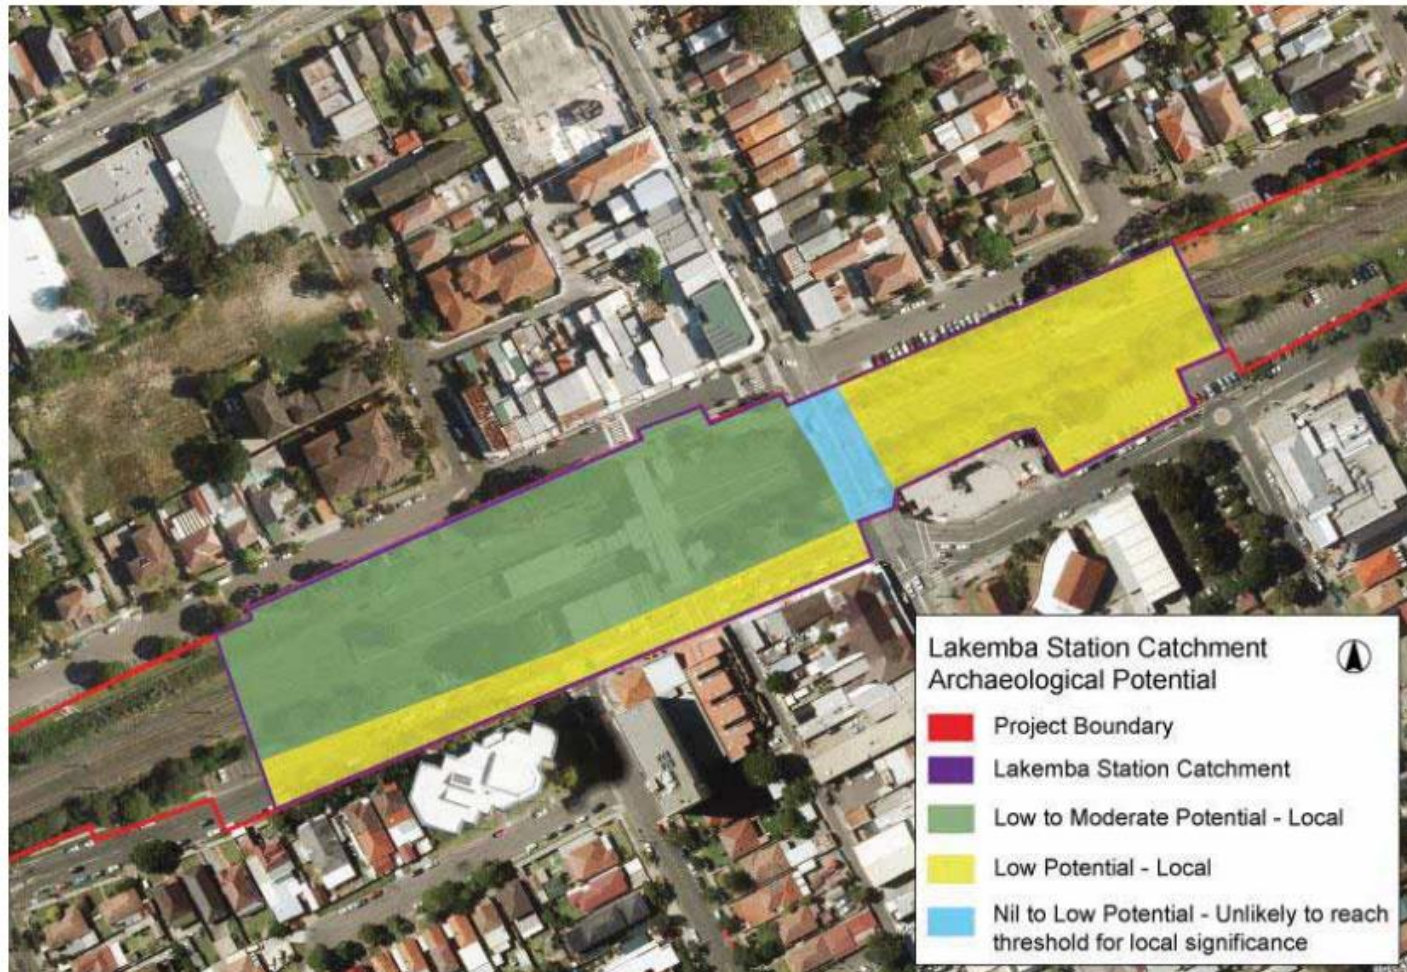 Lakemba Station Catchment
Archaeological Potential
Project Boundary
Lakemba Station Catchment
Low to Moderate Potential - Local
Low Potential - Local
Nil to Low Potential - Unlikely to reach
threshold for local significance